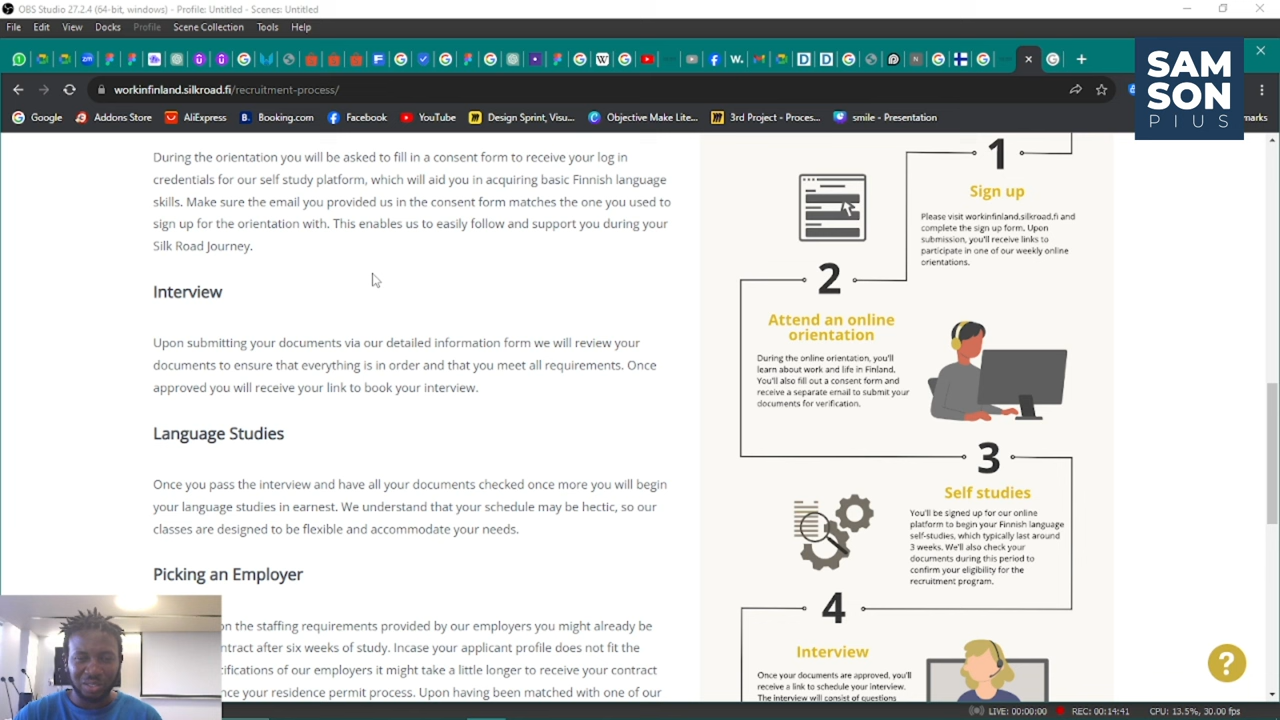 OBS Studio 27.2.4 (64-bit, windows) - Profile: Untitled - Scenes: Untitled
File Edit View Docks Profile Scene Collection Tools Help
workinfinland.silkroad.fi/recruitment-process/
Google Addons Store AliExpress Booking.com Facebook YouTube Design Sprint, Visu... Objective Make Lite... 3rd Project - Proces... smile - Presentation
SAM
SON
PIUS
During the orientation you will be asked to fill in a consent form to receive your log in
credentials for our self study platform, which will aid you in acquiring basic Finnish language
skills. Make sure the email you provided us in the consent form matches the one you used to
sign up for the orientation with. This enables us to easily follow and support you during your
Silk Road Journey.
Interview
Upon submitting your documents via our detailed information form we will review your
documents to ensure that everything is in order and that you meet all requirements. Once
approved you will receive your link to book your interview.
Language Studies
Once you pass the interview and have all your documents checked once more you will begin
your language studies in earnest. We understand that your schedule may be hectic, so our
classes are designed to be flexible and accommodate your needs.
Picking an Employer
on the staffing requirements provided by our employers you might already be
ntract after six weeks of study. Incase your applicant profile does not fit the
ifications of our employers it might take a little longer to receive your contract
nce your residence permit process. Upon having been matched with one of our
1
Sign up
Please visit workinfinland.silkroad.fi and
complete the sign up form. Upon
submission, you'll receive links to
participate in one of our weekly online
orientations.
2
Attend an online
orientation
During the online orientation, you'll
learn about work and life in Finland.
You'll also fill out a consent form and
receive a separate email to submit your
documents for verification.
3
Self studies
You'll be signed up for our online
platform to begin your Finnish language
self-studies, which typically last around
3 weeks. We'll also check your
documents during this period to
confirm your eligibility for the
recruitment program.
4
Interview
Once your documents are approved, you'll
receive a link to schedule your interview.
The interview will consist of questions
?
LIVE: 00:00:00 REC: 00:14:41 CPU: 13.5%, 30.00 fps